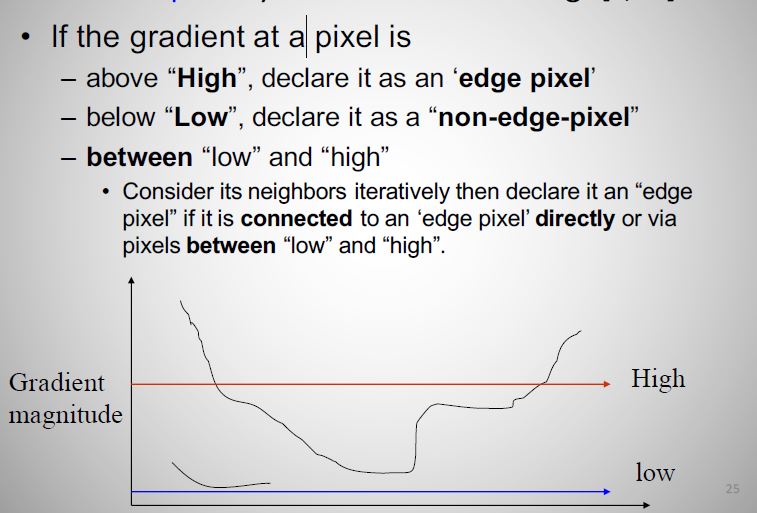 • If the gradient at a pixel is
– above “High”, declare it as an ‘edge pixel’
– below “Low”, declare it as a “non-edge-pixel”
– between “low” and “high”
• Consider its neighbors iteratively then declare it an “edge
pixel” if it is connected to an ‘edge pixel’ directly or via
pixels between “low” and “high”.
Gradient
magnitude
High
low
25